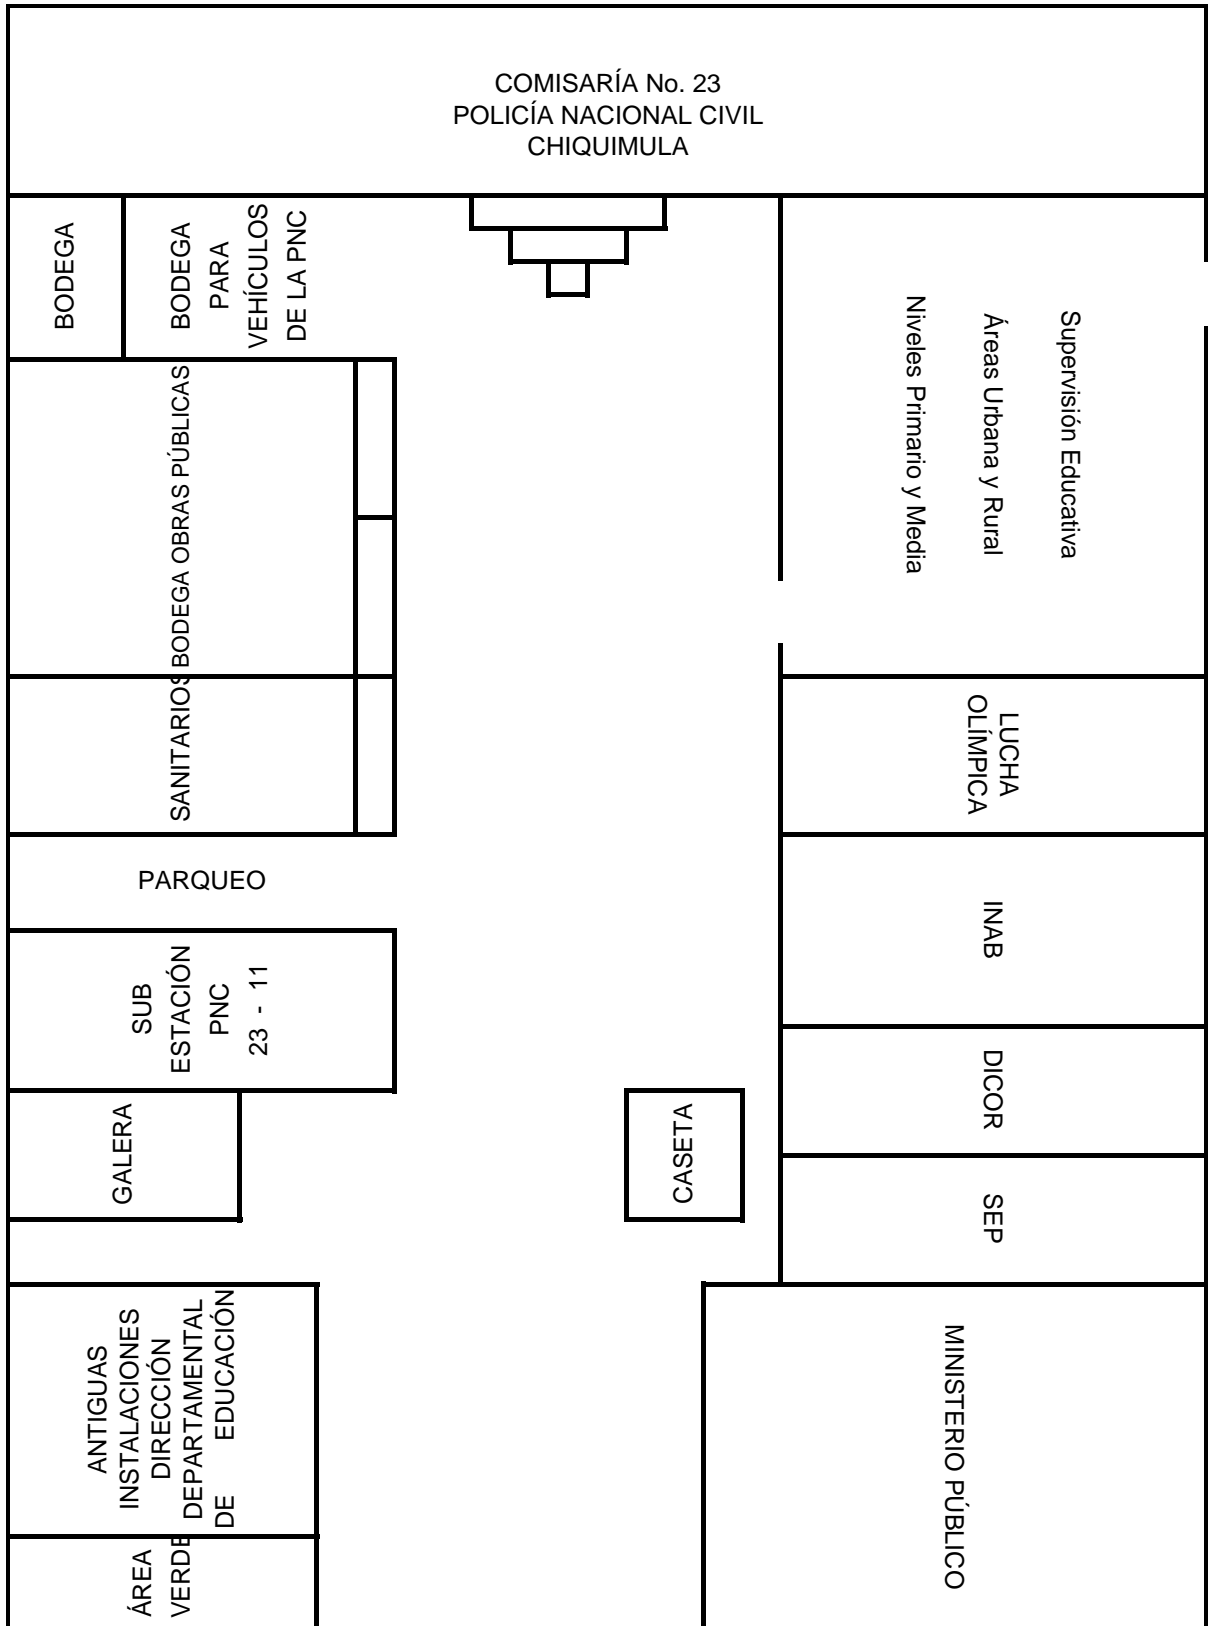 COMISARÍA No. 23
POLICÍA NACIONAL CIVIL
CHIQUIMULA
BODEGA
BODEGA
PARA
VEHÍCULOS
DE LA PNC
Supervisión Educativa
Áreas Urbana y Rural
Niveles Primario y Media
BODEGA OBRAS PÚBLICAS
SANITARIOS
LUCHA
OLÍMPICA
PARQUEO
INAB
SUB
ESTACIÓN
PNC
23 - 11
DICOR
GALERA
CASETA
SEP
ANTIGUAS
INSTALACIONES
DIRECCIÓN
DEPARTAMENTAL
DE EDUCACIÓN
MINISTERIO PÚBLICO
ÁREA
VERDE